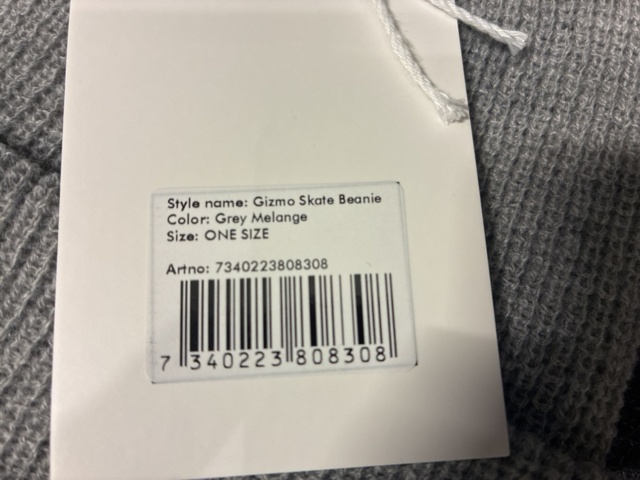 Style name: Gizmo Skate Beanie
Color: Grey Melange
Size: ONE SIZE
Artno: 7340223808308
7 340223 808308